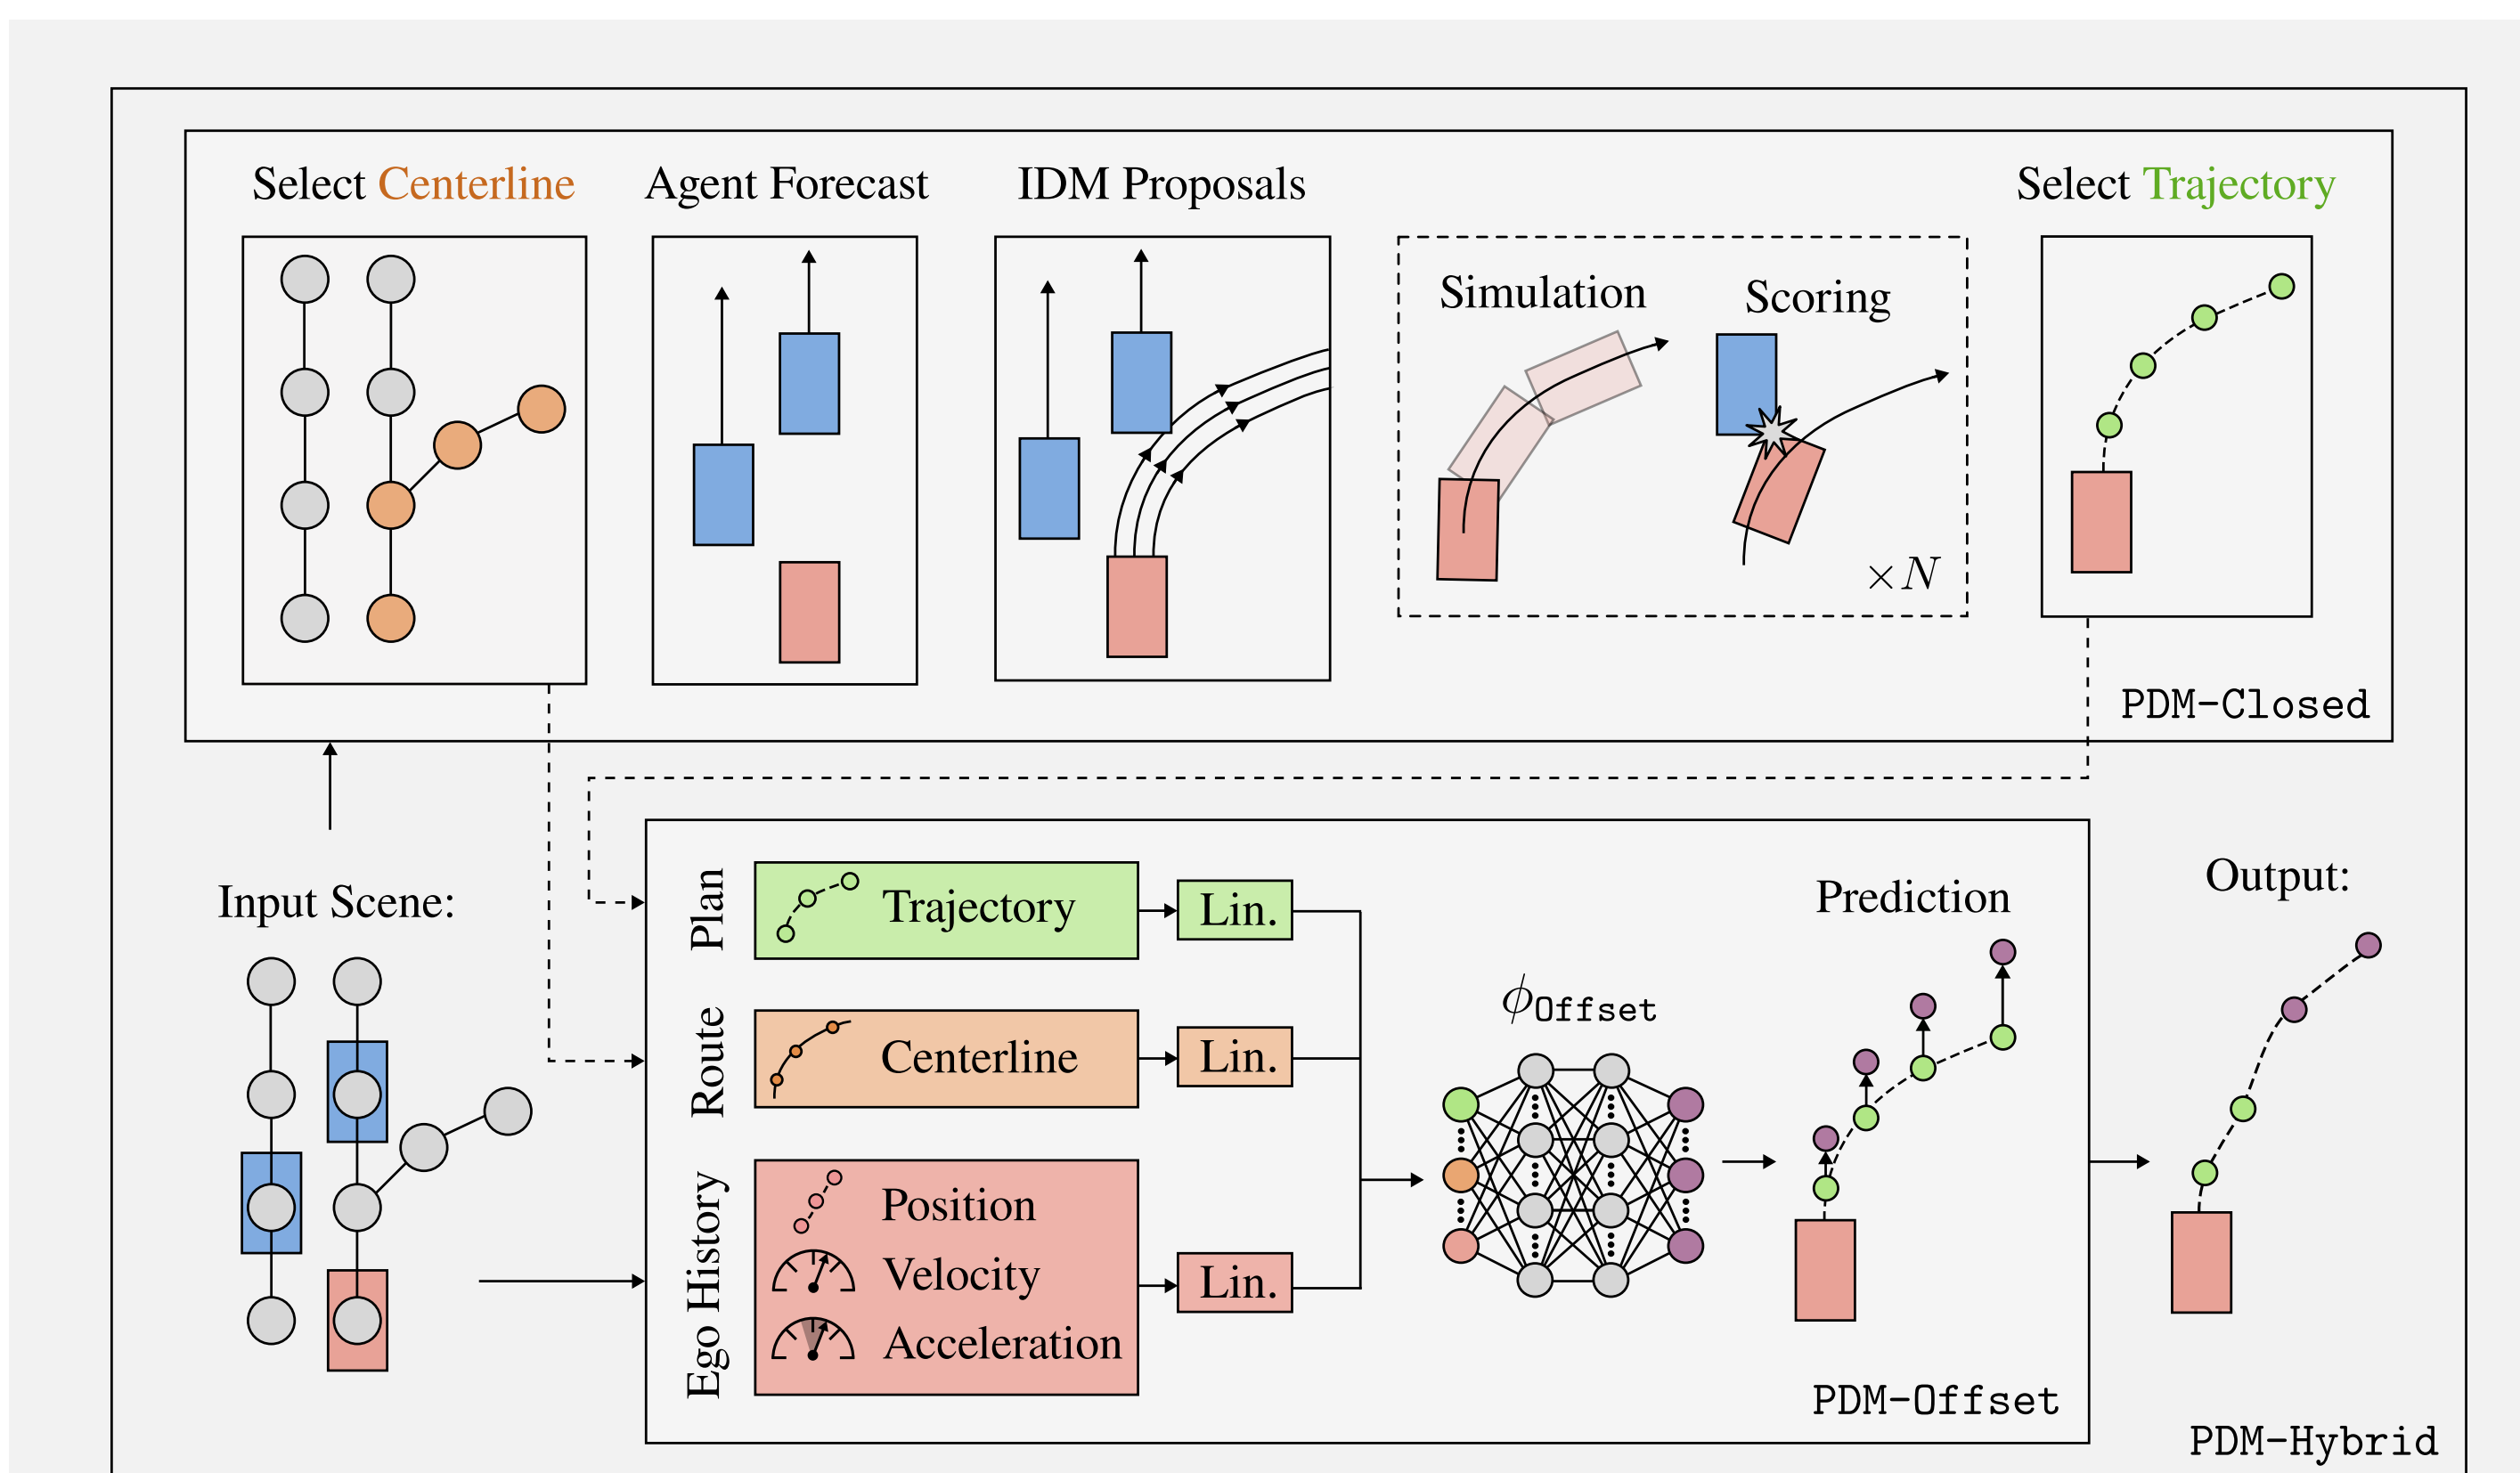 Select Centerline
Agent Forecast
IDM Proposals
Select Trajectory
Simulation
Scoring
×N
PDM-Closed
Input Scene:
Plan
Trajectory
Lin.
Route
Centerline
Lin.
Ego History
Position
Velocity
Acceleration
Lin.
ϕOffset
Prediction
PDM-Offset
Output:
PDM-Hybrid